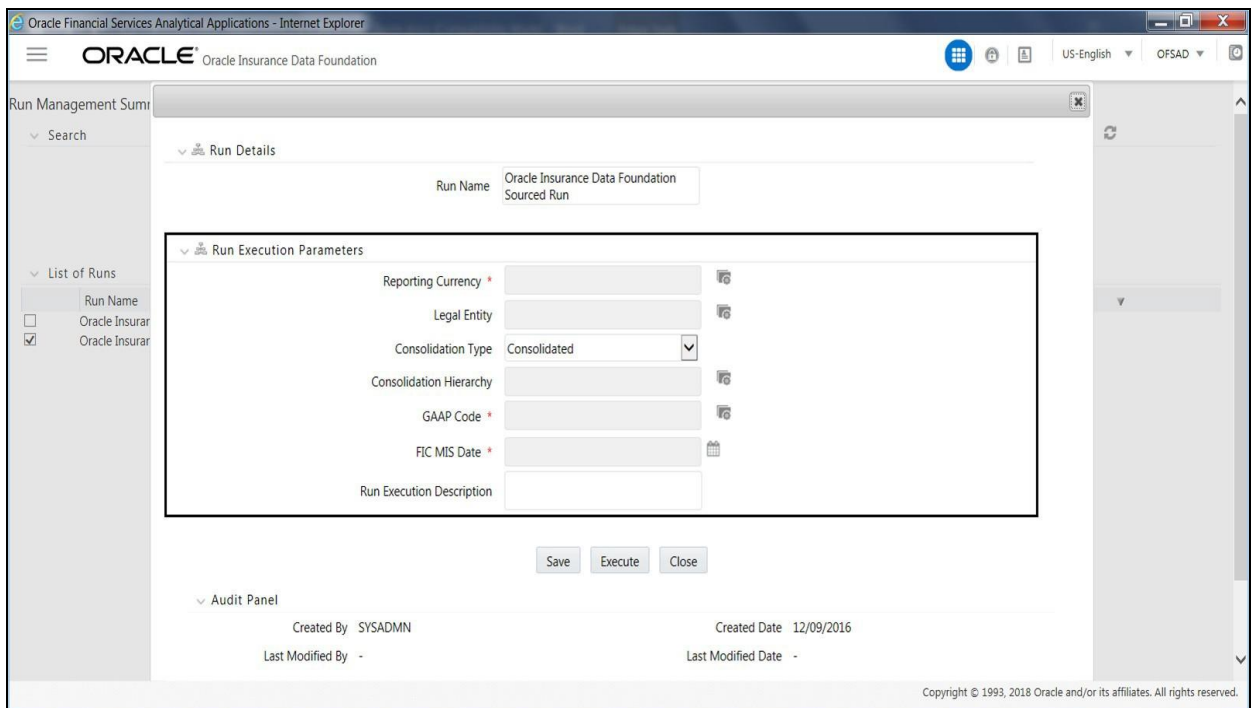 Oracle Financial Services Analytical Applications - Internet Explorer
ORACLE® Oracle Insurance Data Foundation
US-English
OFSAD
Run Management Sumr
Search
Run Details
Run Name
Oracle Insurance Data Foundation
Sourced Run
Run Execution Parameters
List of Runs
Run Name
Oracle Insurar
Oracle Insurar
Reporting Currency *
Legal Entity
Consolidation Type Consolidated
Consolidation Hierarchy
GAAP Code *
FIC MIS Date *
Run Execution Description
Save Execute Close
Audit Panel
Created By SYSADMN Created Date 12/09/2016
Last Modified By - Last Modified Date -
Copyright © 1993, 2018 Oracle and/or its affiliates. All rights reserved.